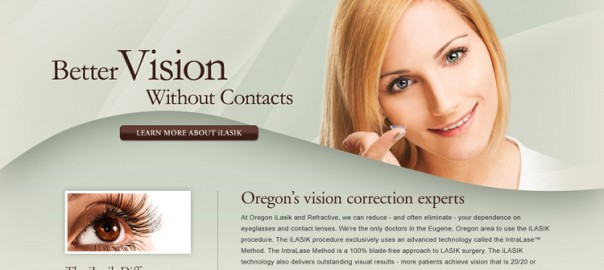 Better Vision
Without Contacts
LEARN MORE ABOUT iLASIK
Oregon's vision correction experts
At Oregon iLasik and Refractive, we can reduce - and often eliminate - your dependence on
eyeglasses and contact lenses. We're the only doctors in the Eugene, Oregon area to use the iLASIK
procedure. The iLASIK procedure exclusively uses an advanced technology called the IntraLase™
Method. The IntraLase Method is a 100% blade-free approach to LASIK surgery. The iLASIK
technology also delivers outstanding visual results - more patients achieve vision that is 20/20 or
The iLasik